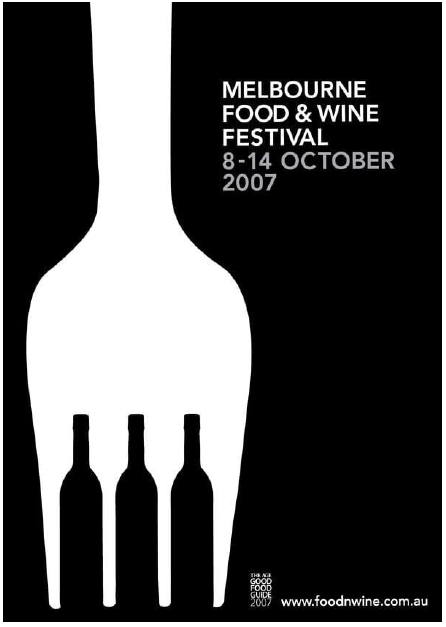 MELBOURNE
FOOD & WINE
FESTIVAL
8-14 OCTOBER
2007
THE AGE
GOOD
FOOD
GUIDE
2007
www.foodnwine.com.au